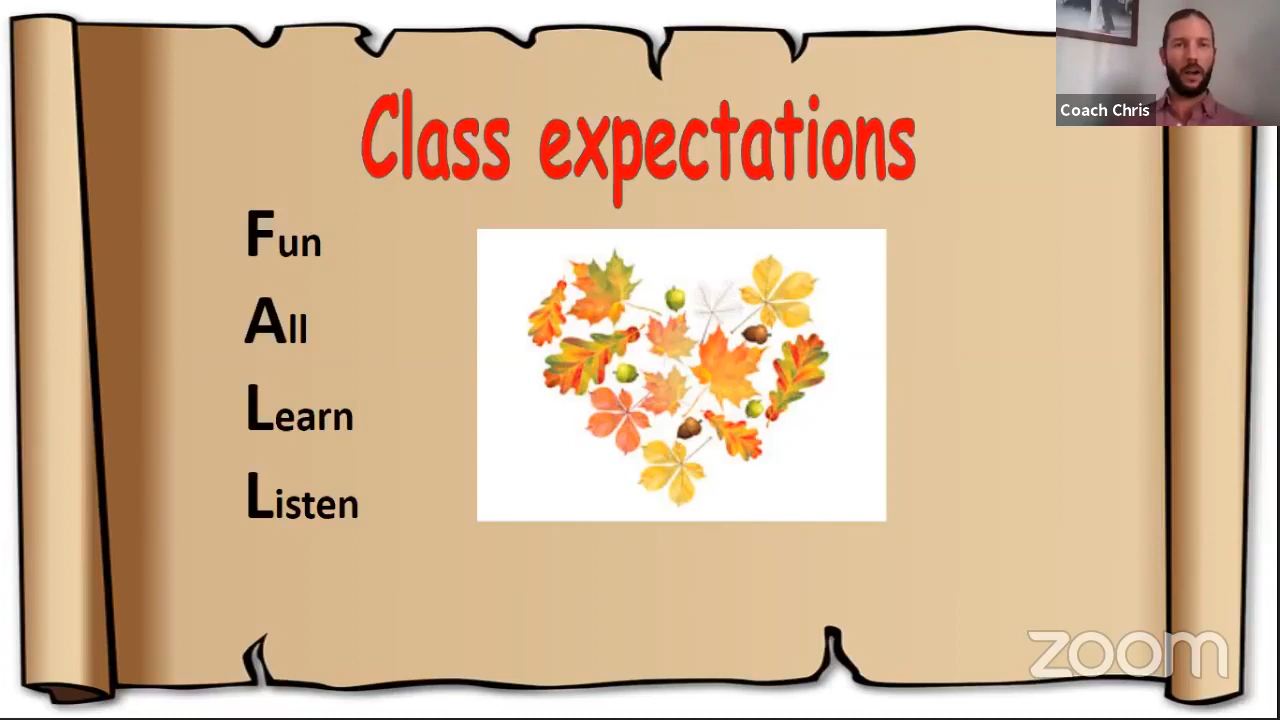 Class expectations
Fun
All
Learn
Listen
Coach Chris
zoom